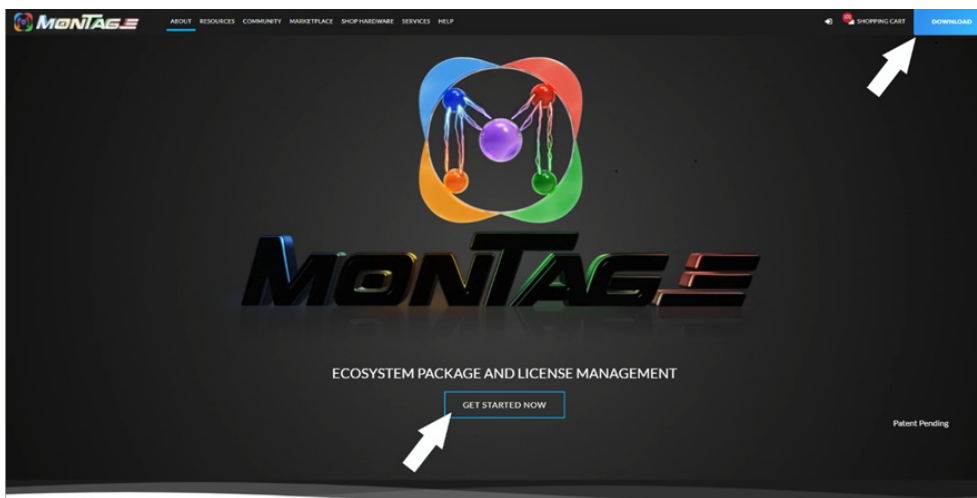 MONTAGE
ABOUT RESOURCES COMMUNITY MARKETPLACE SHOP HARDWARE SERVICES HELP
SHOPPING CART
DOWNLOAD
MONTAGE
ECOSYSTEM PACKAGE AND LICENSE MANAGEMENT
GET STARTED NOW
Patent Pending